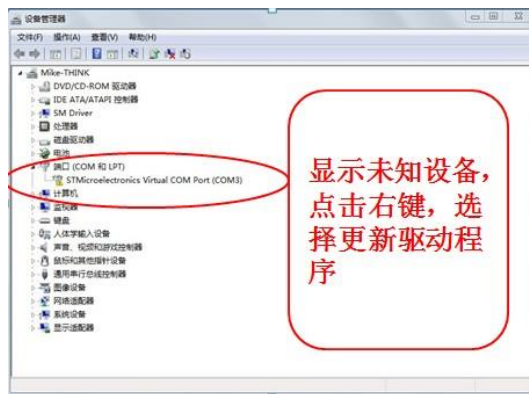 设备管理器
文件(F) 操作(A) 查看(V) 帮助(H)
Mike-THINK
DVD/CD-ROM 驱动器
IDE ATA/ATAPI 控制器
SM Driver
处理器
磁盘驱动器
电池
端口 (COM 和 LPT)
STMicroelectronics Virtual COM Port (COM3)
计算机
监视器
键盘
人体学输入设备
声音、视频和游戏控制器
鼠标和其他指针设备
通用串行总线控制器
图像设备
网络适配器
系统设备
显示适配器
显示未知设备，
点击右键，选
择更新驱动程
序